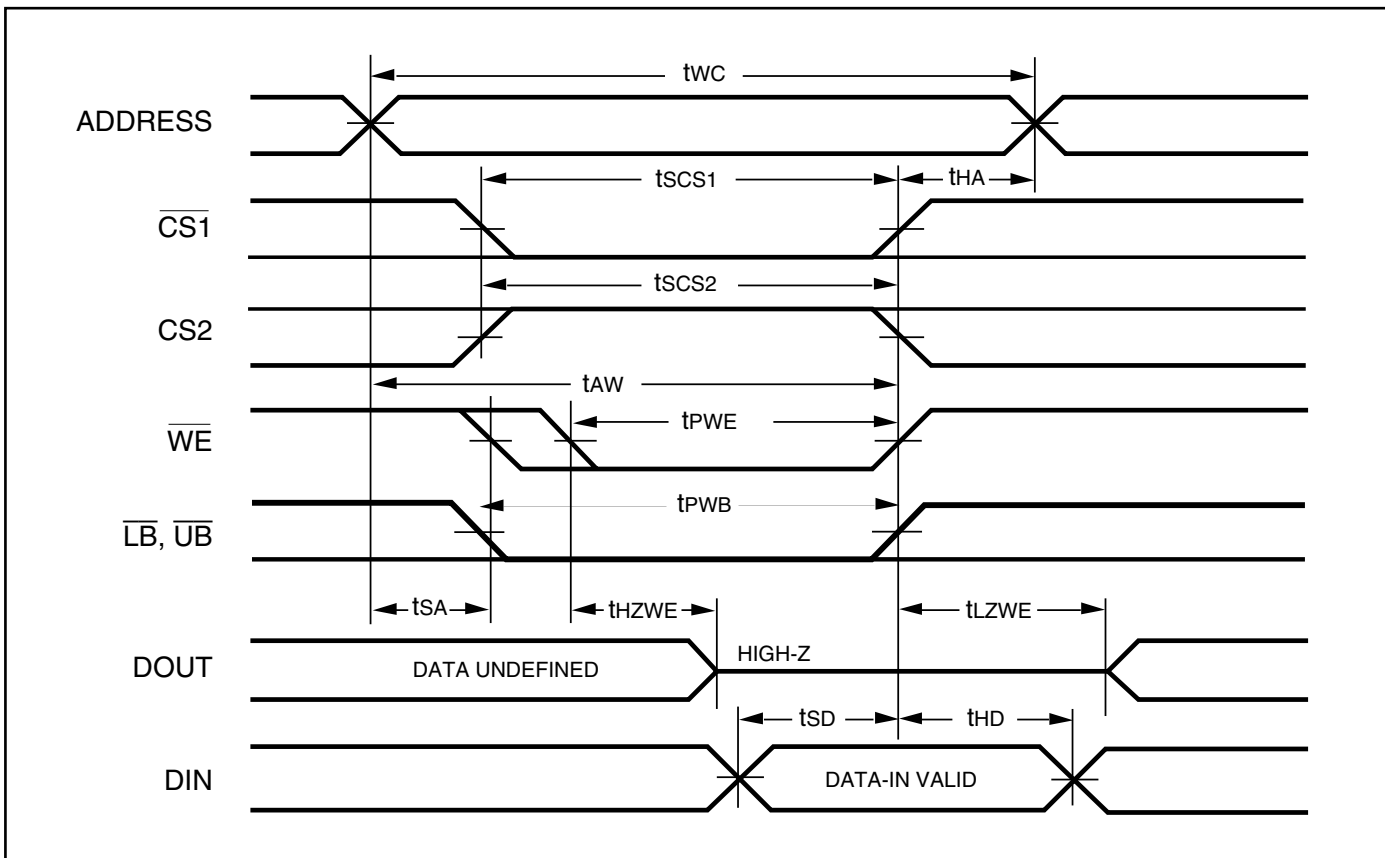 tWC
ADDRESS
tSCS1
tHA
CS1
tSCS2
CS2
tAW
WE
tPWE
LB, UB
tPWB
tSA
tHZWE
tLZWE
DOUT
DATA UNDEFINED
HIGH-Z
tSD
tHD
DIN
DATA-IN VALID